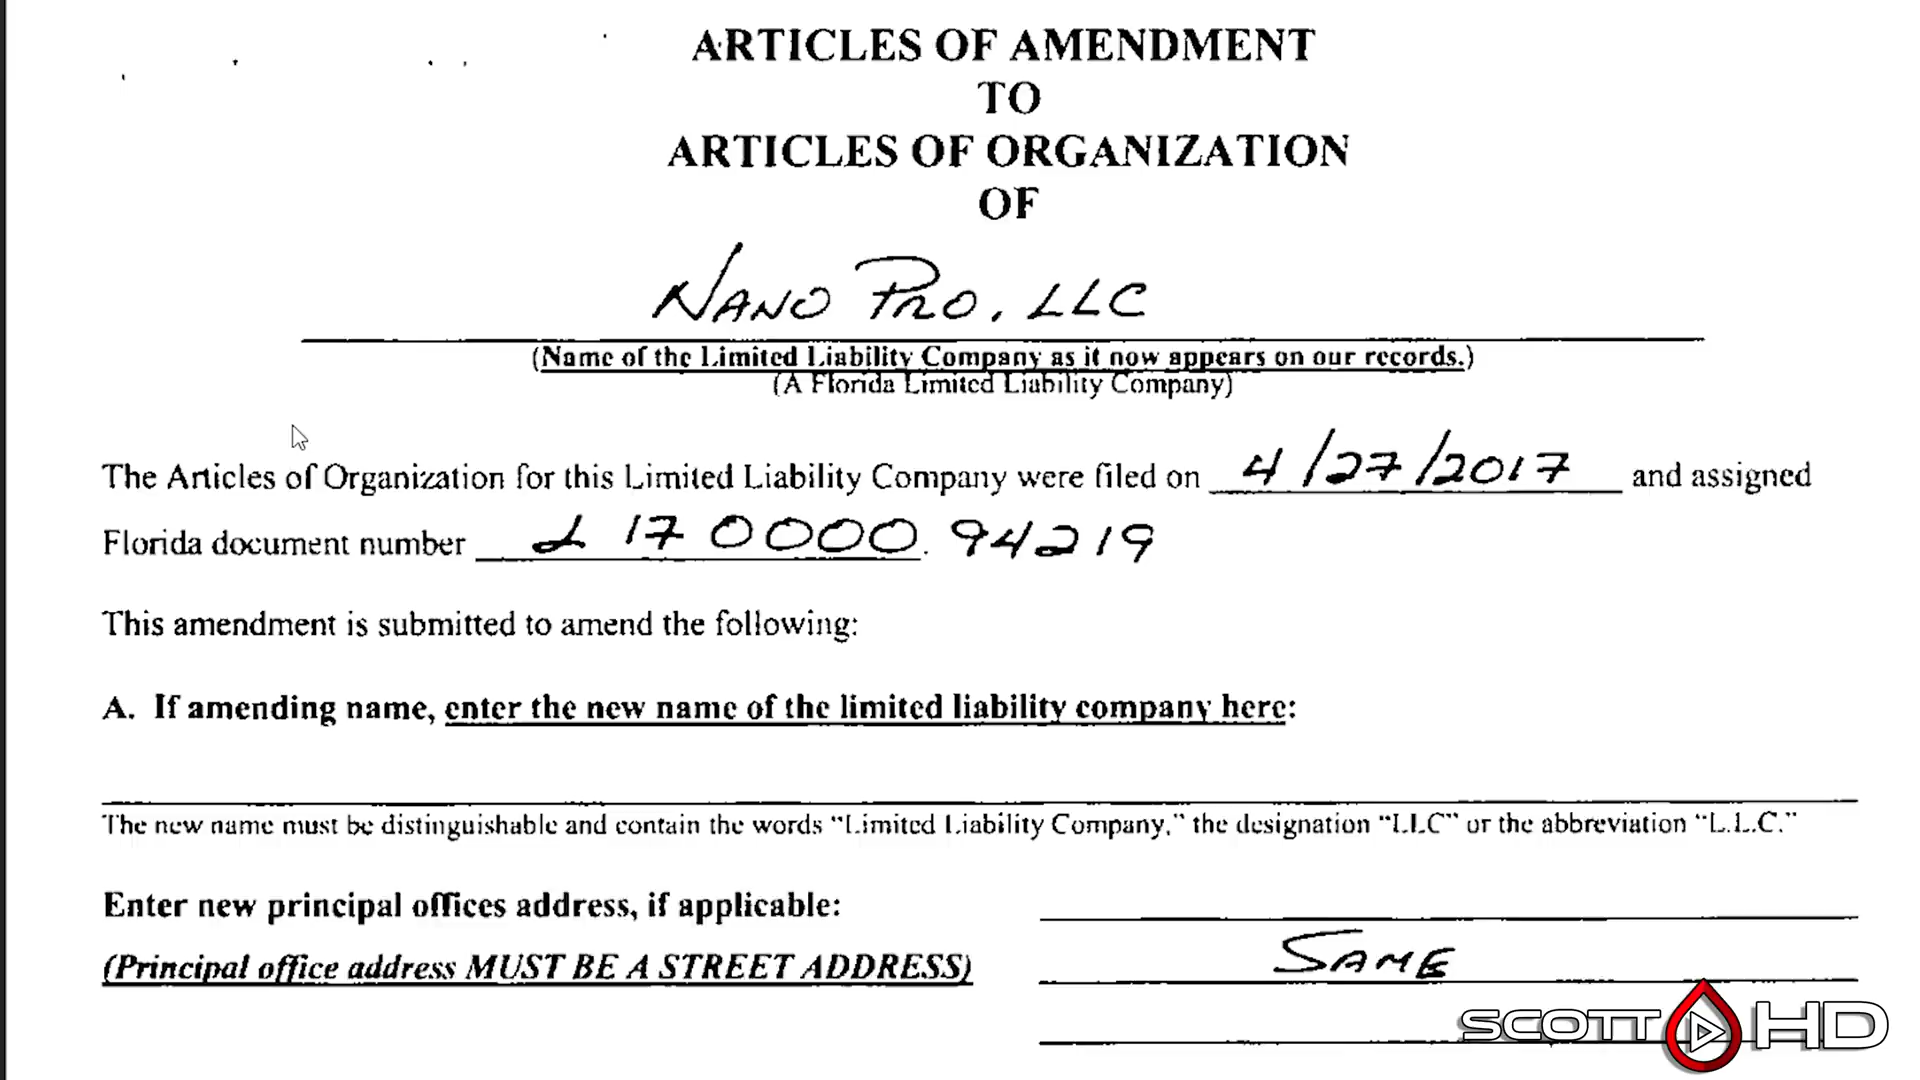 ARTICLES OF AMENDMENT
TO
ARTICLES OF ORGANIZATION
OF
NANO PRO, LLC
(Name of the Limited Liability Company as it now appears on our records.)
(A Florida Limited Liability Company)
The Articles of Organization for this Limited Liability Company were filed on 4/27/2017 and assigned
Florida document number L 17 0000. 94219
This amendment is submitted to amend the following:
A. If amending name, enter the new name of the limited liability company here:
The new name must be distinguishable and contain the words "Limited Liability Company," the designation "LLC" or the abbreviation "L.L.C."
Enter new principal offices address, if applicable:
(Principal office address MUST BE A STREET ADDRESS) SAME
SCOTT HD